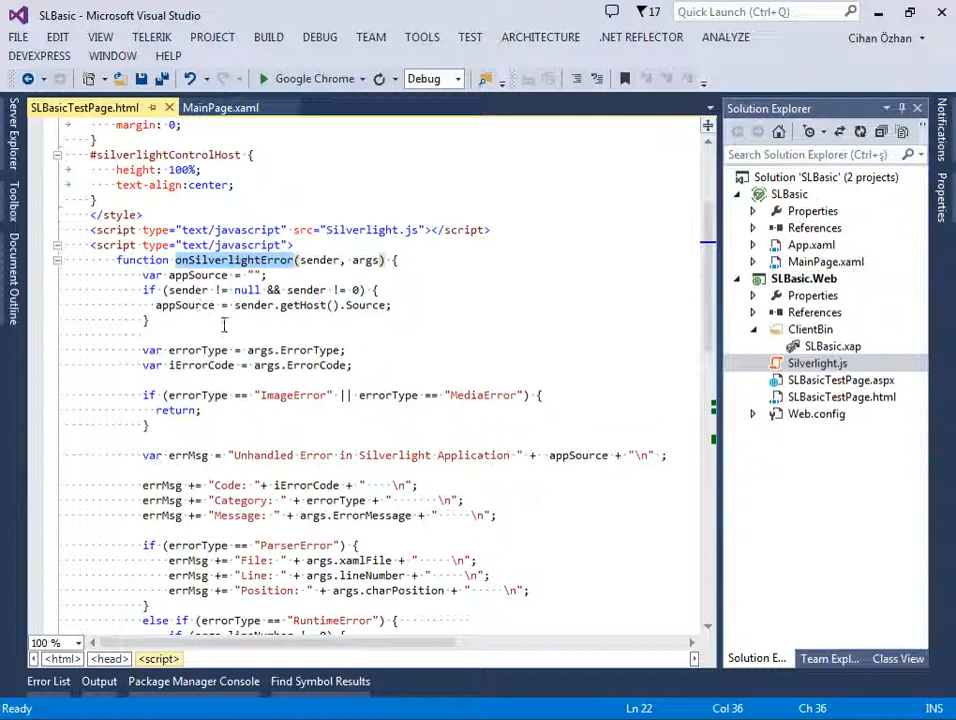 SLBasic - Microsoft Visual Studio
17
Quick Launch (Ctrl+Q)
FILE EDIT VIEW TELERIK PROJECT BUILD DEBUG TEAM TOOLS TEST ARCHITECTURE .NET REFLECTOR ANALYZE
Cihan Özhan
DEVEXPRESS WINDOW HELP
Google Chrome
Debug
Server Explorer
Toolbox
Document Outline
SLBasicTestPage.html
MainPage.xaml
margin: 0;
}
#silverlightControlHost {
height: 100%;
text-align:center;
}
</style>
<script type="text/javascript" src="Silverlight.js"></script>
<script type="text/javascript">
function onSilverlightError(sender, args) {
var appSource = "";
if (sender != null && sender != 0) {
appSource = sender.getHost().Source;
}
var errorType = args.ErrorType;
var iErrorCode = args.ErrorCode;
if (errorType == "ImageError" || errorType == "MediaError") {
return;
}
var errMsg = "Unhandled Error in Silverlight Application " + appSource + "\n" ;
errMsg += "Code: "+ iErrorCode + "    \n";
errMsg += "Category: " + errorType + "       \n";
errMsg += "Message: " + args.ErrorMessage + "     \n";
if (errorType == "ParserError") {
errMsg += "File: " + args.xamlFile + "     \n";
errMsg += "Line: " + args.lineNumber + "     \n";
errMsg += "Position: " + args.charPosition + "     \n";
}
else if (errorType == "RuntimeError") {
if (args.lineNumber != 0) {
100 %
<html> <head> <script>
Solution Explorer
Search Solution Explorer (Ctrl+ş)
Solution 'SLBasic' (2 projects)
SLBasic
Properties
References
App.xaml
MainPage.xaml
SLBasic.Web
Properties
References
ClientBin
SLBasic.xap
Silverlight.js
SLBasicTestPage.aspx
SLBasicTestPage.html
Web.config
Solution E...
Team Expl...
Class View
Notifications
Properties
Error List Output Package Manager Console Find Symbol Results
Ready
Ln 22 Col 36 Ch 36 INS